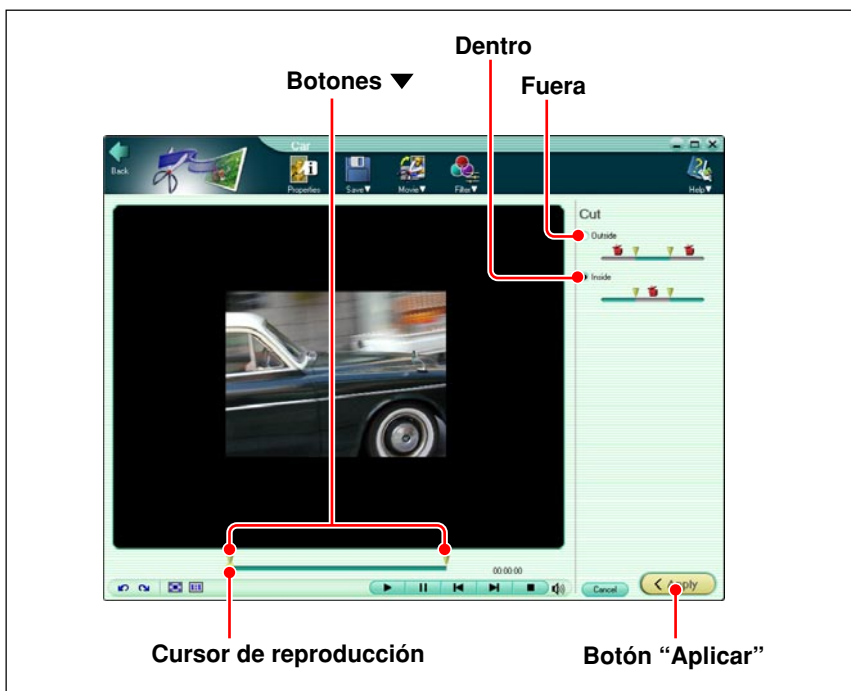 Dentro
Botones ▼
Fuera
Car
Back
Properties
Save▼
Movie▼
Filter▼
Help▼
Cut
Outside
Inside
00:00:00
Cancel
< Apply
Cursor de reproducción
Botón “Aplicar”